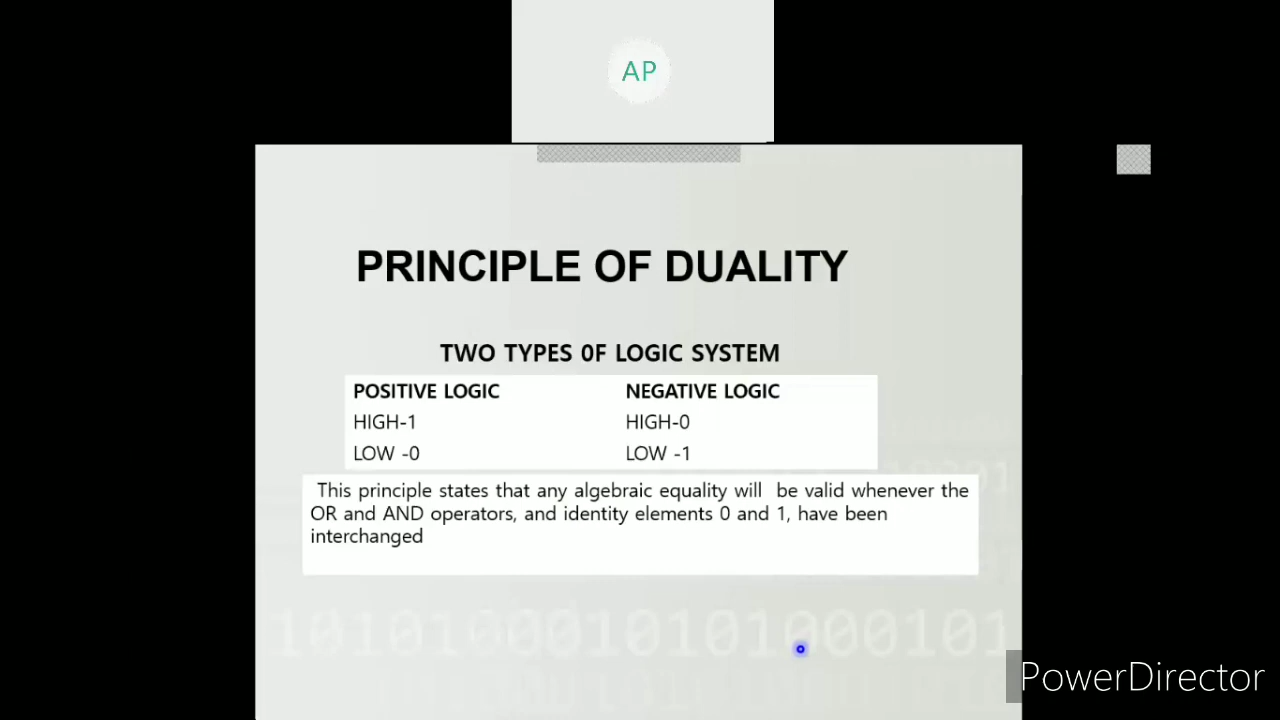 AP
PRINCIPLE OF DUALITY
TWO TYPES 0F LOGIC SYSTEM
POSITIVE LOGIC NEGATIVE LOGIC
HIGH-1 HIGH-0
LOW -0 LOW -1
This principle states that any algebraic equality will be valid whenever the
OR and AND operators, and identity elements 0 and 1, have been
interchanged
1010100010101000101
PowerDirector